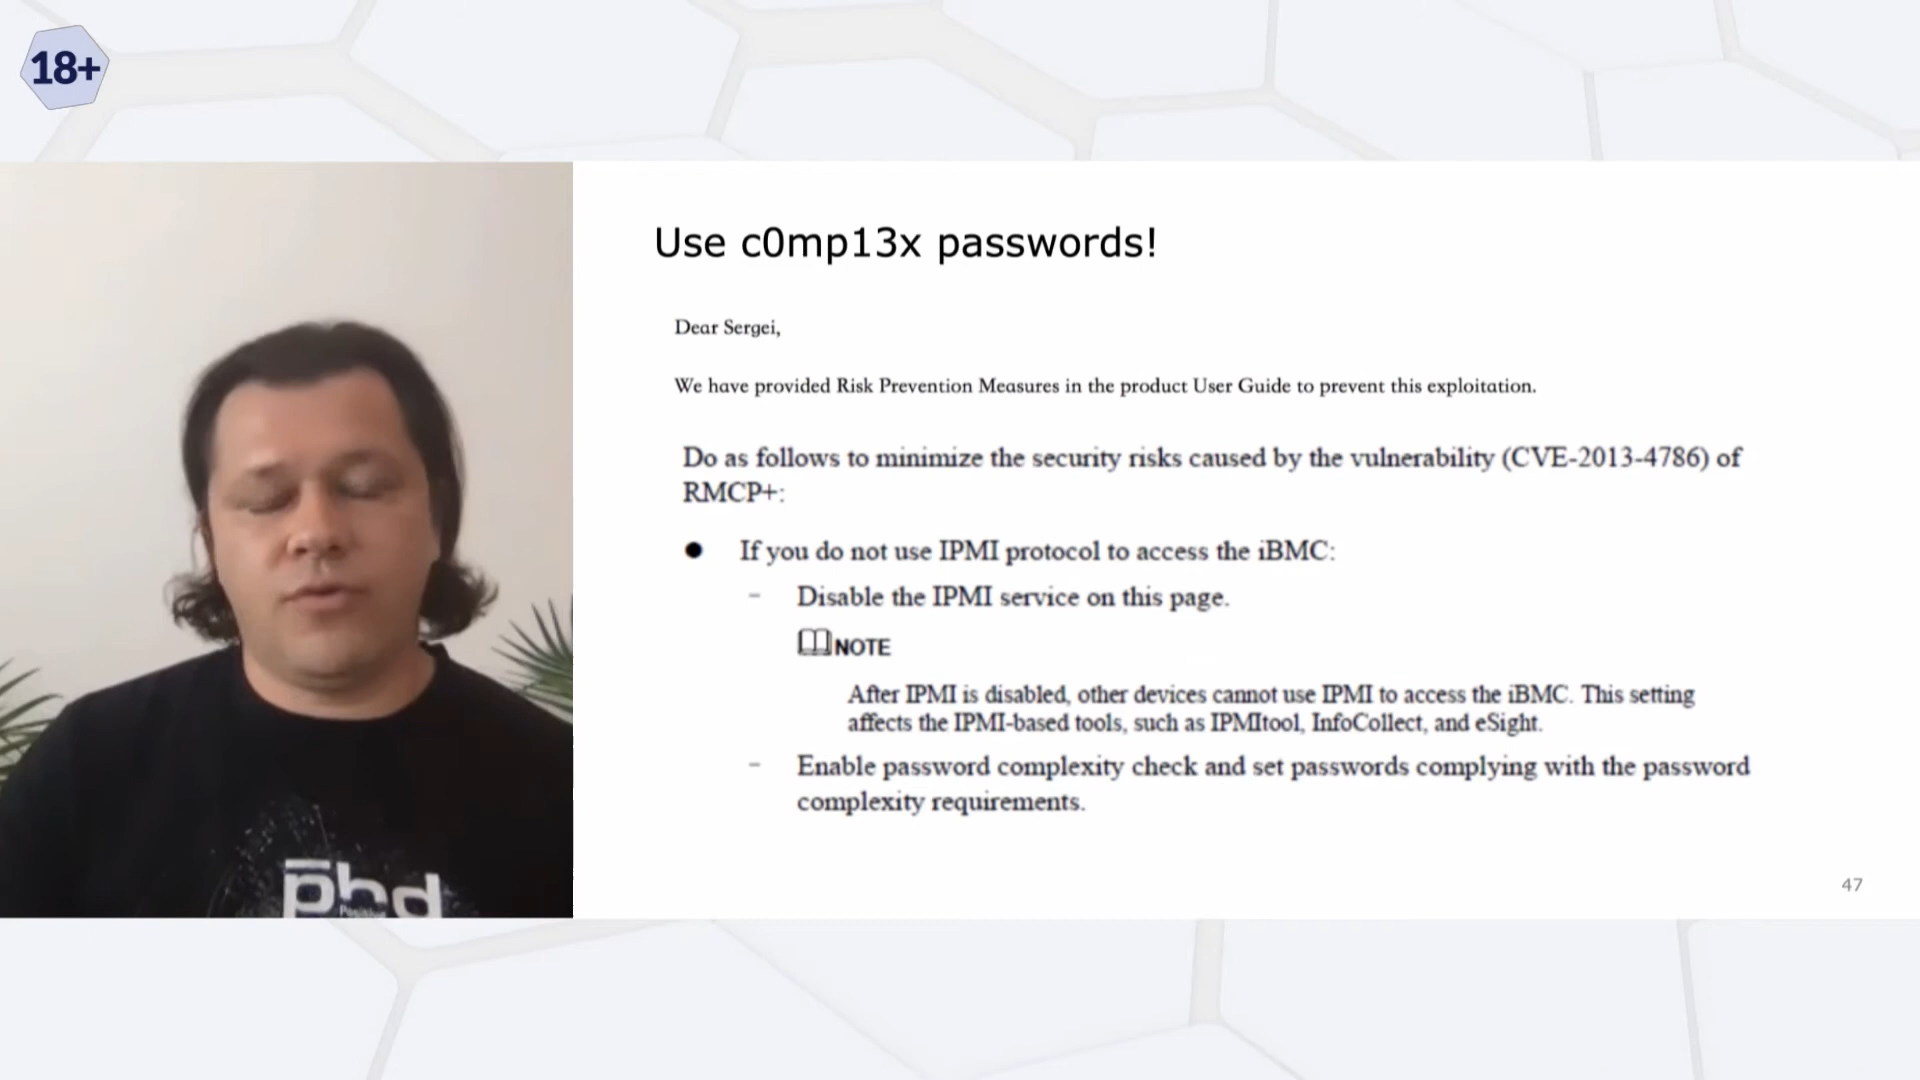 18+
Use c0mp13x passwords!
Dear Sergei,
We have provided Risk Prevention Measures in the product User Guide to prevent this exploitation.
Do as follows to minimize the security risks caused by the vulnerability (CVE-2013-4786) of
RMCP+:
● If you do not use IPMI protocol to access the iBMC:
– Disable the IPMI service on this page.
NOTE
After IPMI is disabled, other devices cannot use IPMI to access the iBMC. This setting
affects the IPMI-based tools, such as IPMItool, InfoCollect, and eSight.
– Enable password complexity check and set passwords complying with the password
complexity requirements.
phd
47